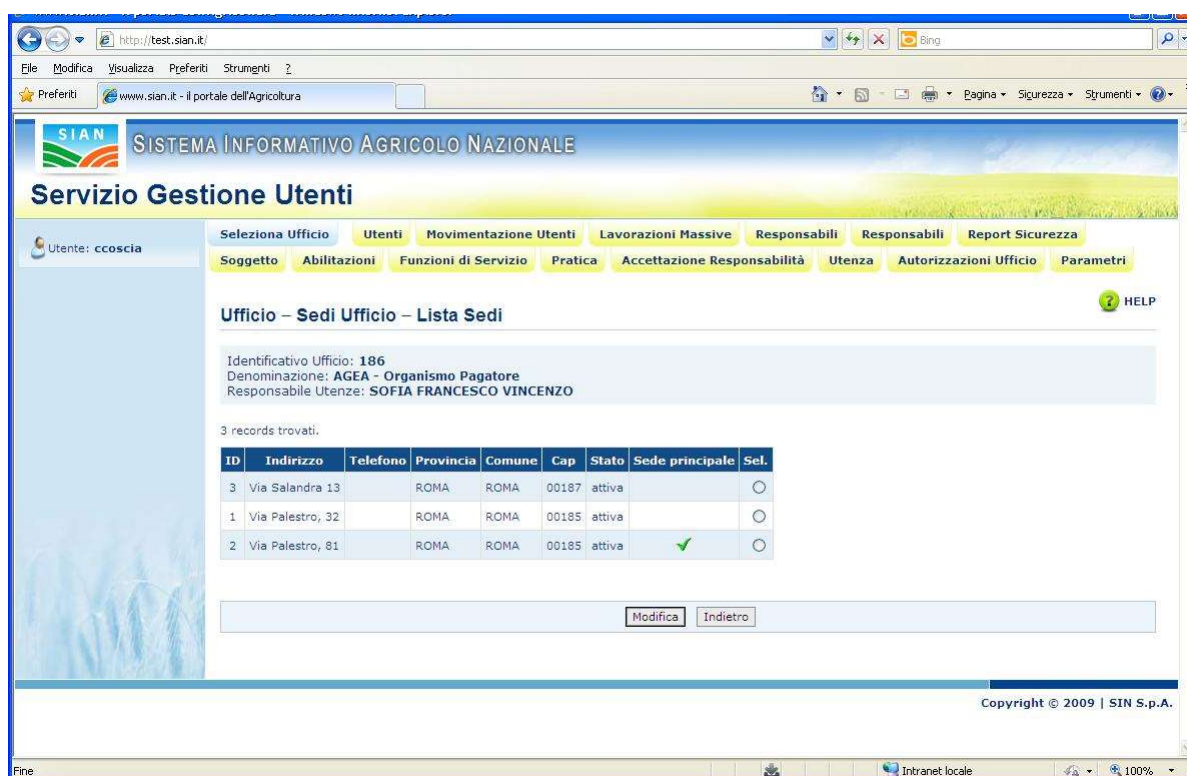 http://test.sian.it/
Bing
File Modifica Visualizza Preferiti Strumenti ?
Preferiti www.sian.it - il portale dell'Agricoltura Pagina Sicurezza Strumenti
SIAN SISTEMA INFORMATIVO AGRICOLO NAZIONALE
Servizio Gestione Utenti
Utente: ccoscia
Seleziona Ufficio Utenti Movimentazione Utenti Lavorazioni Massive Responsabili Responsabili Report Sicurezza
Soggetto Abilitazioni Funzioni di Servizio Pratica Accettazione Responsabilità Utenza Autorizzazioni Ufficio Parametri
? HELP
Ufficio – Sedi Ufficio – Lista Sedi
Identificativo Ufficio: 186
Denominazione: AGEA - Organismo Pagatore
Responsabile Utenze: SOFIA FRANCESCO VINCENZO
3 records trovati.
ID Indirizzo Telefono Provincia Comune Cap Stato Sede principale Sel.
3 Via Salandra 13 ROMA ROMA 00187 attiva
1 Via Palestro, 32 ROMA ROMA 00185 attiva
2 Via Palestro, 81 ROMA ROMA 00185 attiva
Modifica Indietro
Copyright © 2009 | SIN S.p.A.
Fine Intranet locale 100%